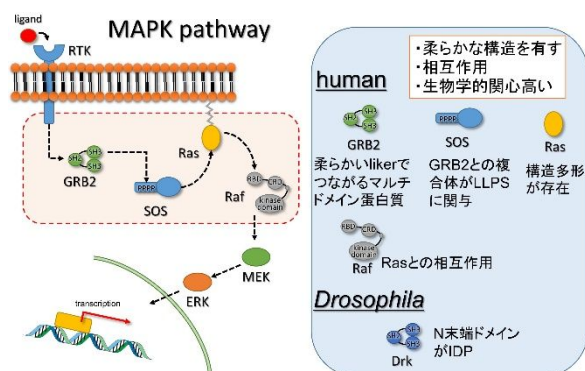 MAPK pathway
ligand
RTK
SH2
SH3
SH3
GRB2
PPPP
SOS
Ras
RBD
CRD
kinase
domain
Raf
MEK
ERK
transcription
・柔らかな構造を有す
・相互作用
・生物学的関心高い
human
SH2
SH3
SH3
GRB2
柔らかいlikerで
つながるマルチ
ドメイン蛋白質
PPPP
SOS
GRB2との複
合体がLLPS
に関与
Ras
構造多形
が存在
RBD
CRD
kinase
domain
Raf
Rasとの相互作用
Drosophila
SH3
SH3
Drk
N末端ドメイン
がIDP